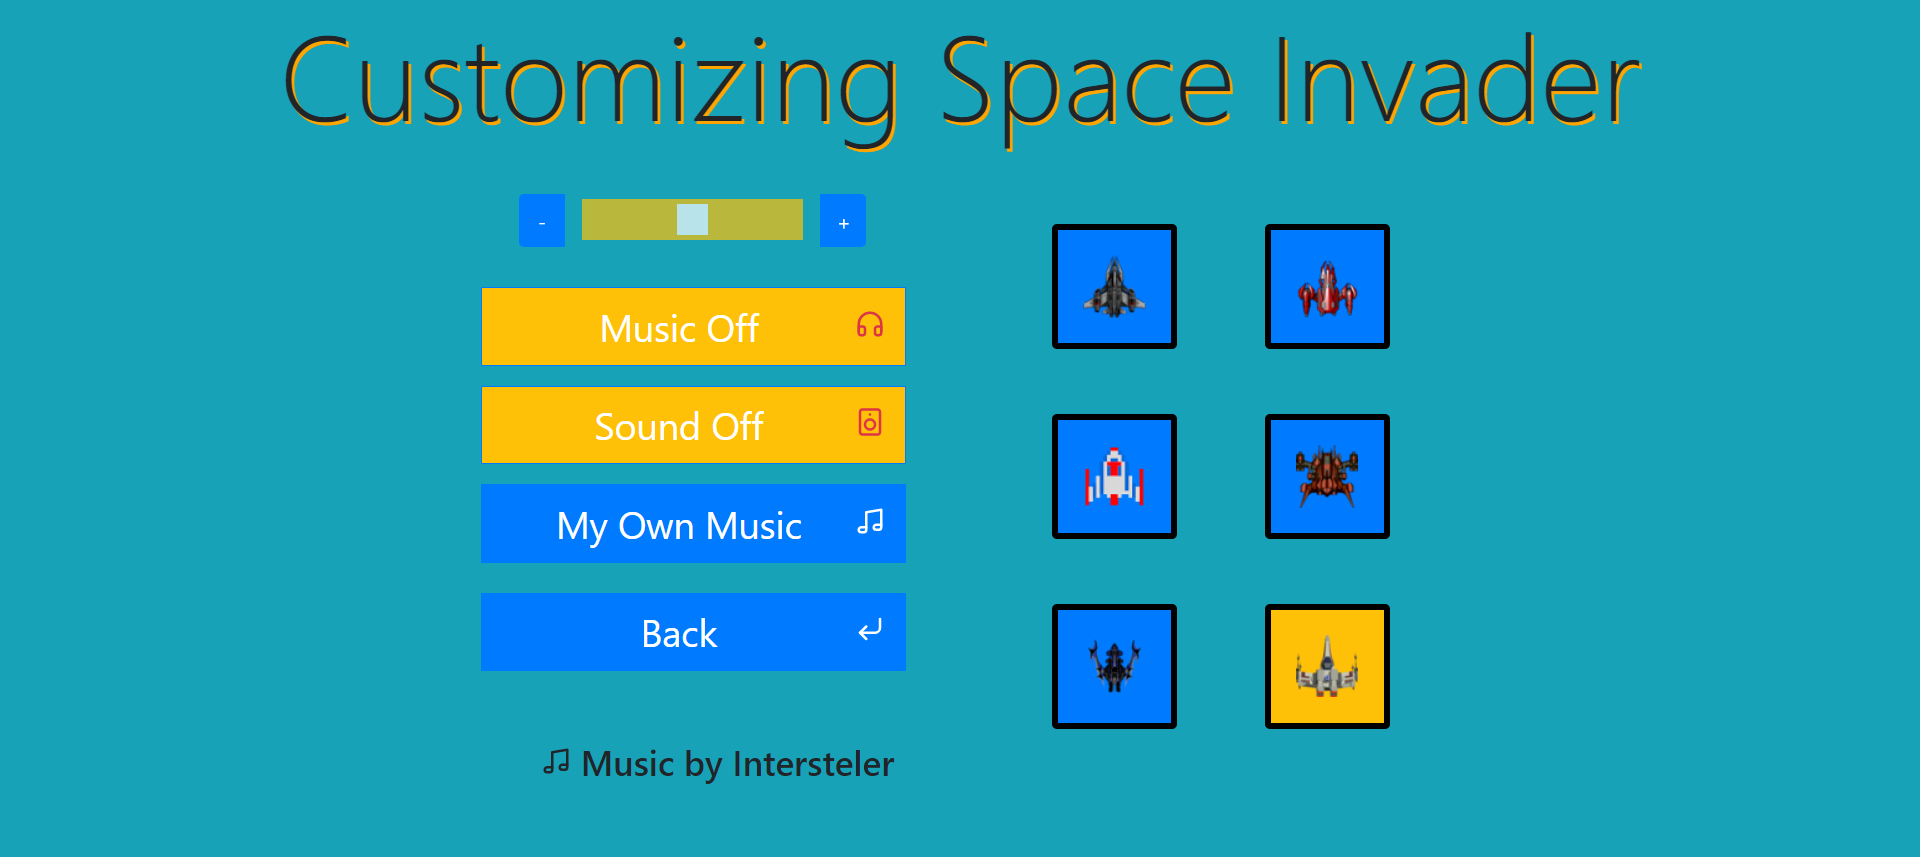 Customizing Space Invader
- +
Music Off
Sound Off
My Own Music
Back
Music by Intersteler